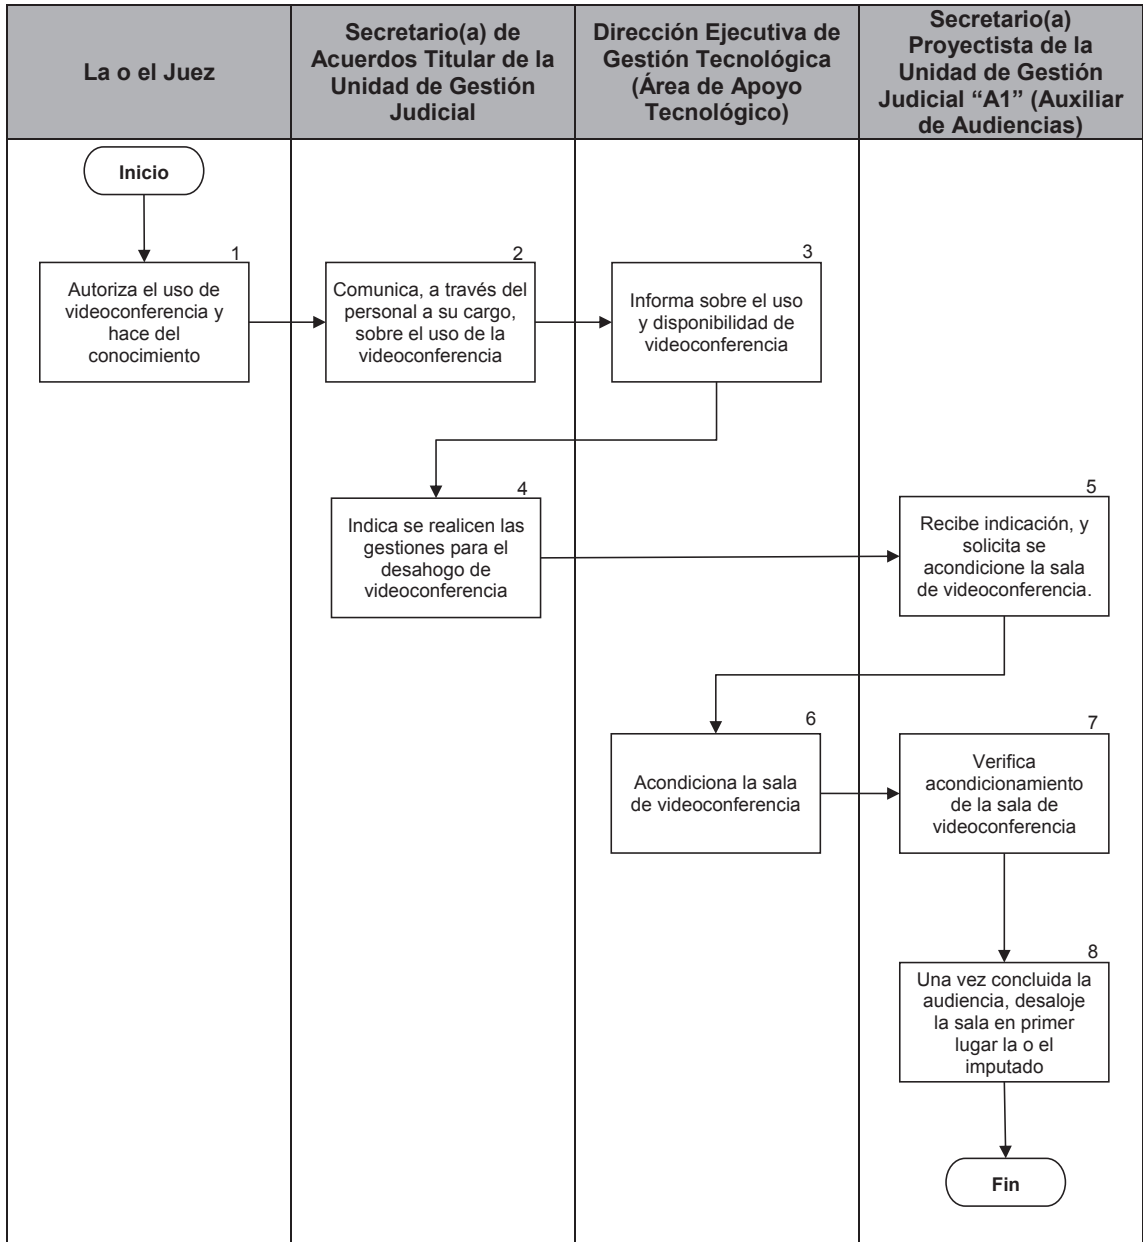 La o el Juez
Secretario(a) de
Acuerdos Titular de la
Unidad de Gestión
Judicial
Dirección Ejecutiva de
Gestión Tecnológica
(Área de Apoyo
Tecnológico)
Secretario(a)
Proyectista de la
Unidad de Gestión
Judicial “A1” (Auxiliar
de Audiencias)
Inicio
1
Autoriza el uso de
videoconferencia y
hace del
conocimiento
2
Comunica, a través del
personal a su cargo,
sobre el uso de la
videoconferencia
3
Informa sobre el uso
y disponibilidad de
videoconferencia
4
Indica se realicen las
gestiones para el
desahogo de
videoconferencia
5
Recibe indicación, y
solicita se
acondicione la sala
de videoconferencia.
6
Acondiciona la sala
de videoconferencia
7
Verifica
acondicionamiento
de la sala de
videoconferencia
8
Una vez concluida la
audiencia, desaloje
la sala en primer
lugar la o el
imputado
Fin